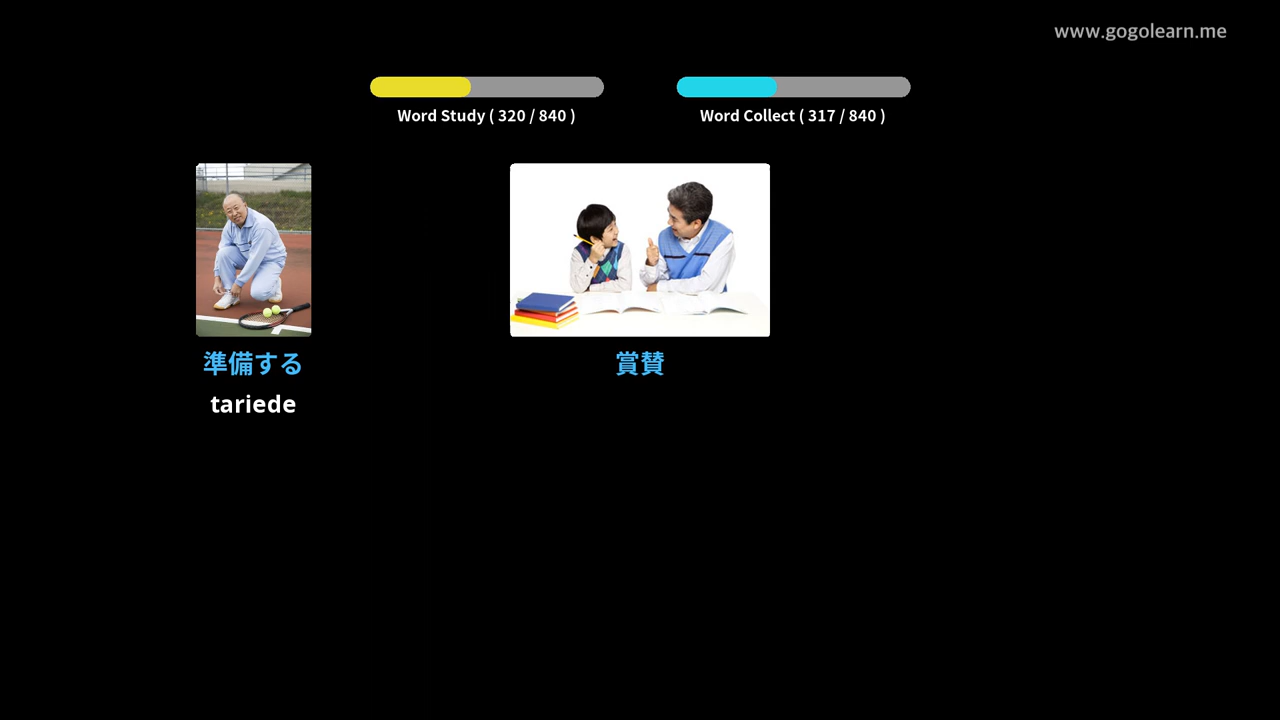 www.gogolearn.me
Word Study ( 320 / 840 )
Word Collect ( 317 / 840 )
準備する
tariede
賞賛